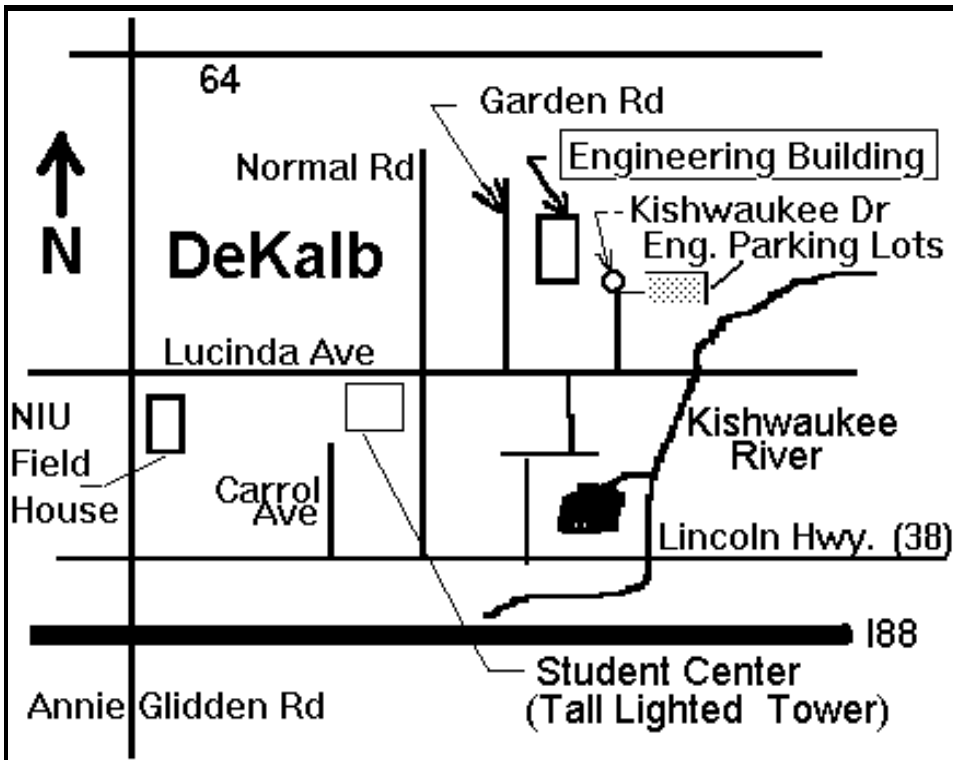 64
Garden Rd
Normal Rd
Engineering Building
N
DeKalb
Kishwaukee Dr
Eng. Parking Lots
Lucinda Ave
NIU
Field
House
Carrol
Ave
Kishwaukee
River
Lincoln Hwy. (38)
I88
Student Center
(Tall Lighted Tower)
Annie Glidden Rd